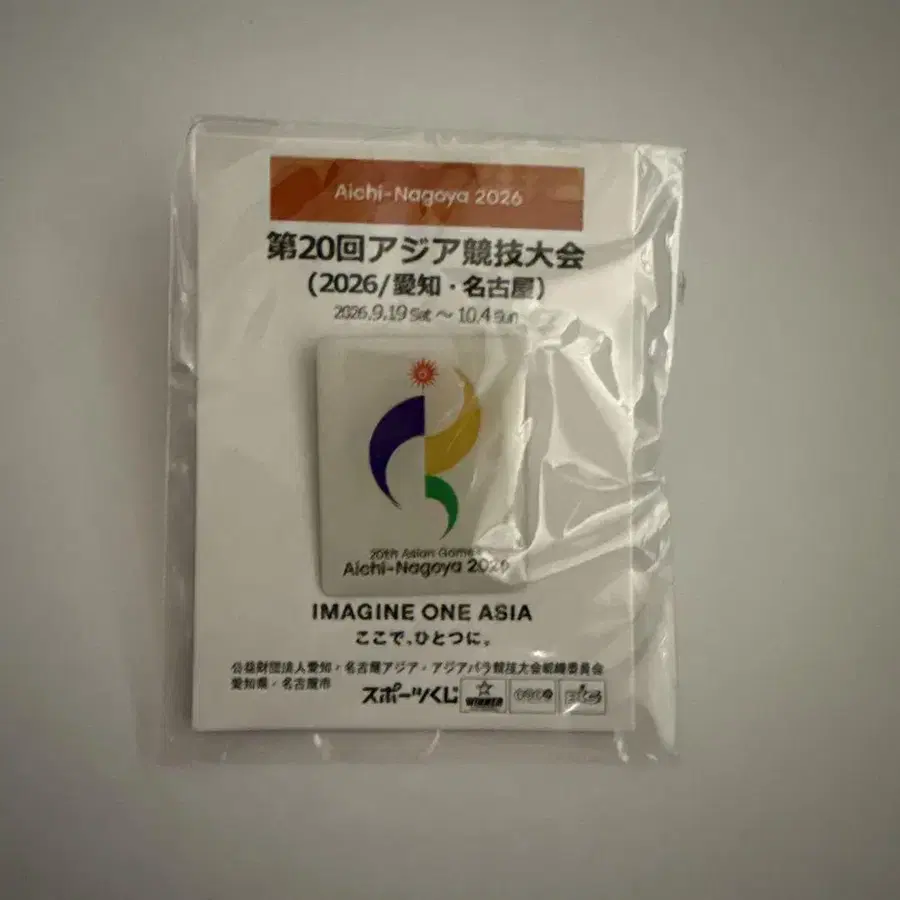 Aichi-Nagoya 2026
第20回アジア競技大会
(2026/愛知・名古屋)
2026.9.19 Sat ～ 10.4 Sun
20th Asian Games
Aichi-Nagoya 2026
IMAGINE ONE ASIA
ここで、ひとつに。
公益財団法人愛知・名古屋アジア・アジアパラ競技大会組織委員会
愛知県・名古屋市
スポーツくじ WINNER toto BIG